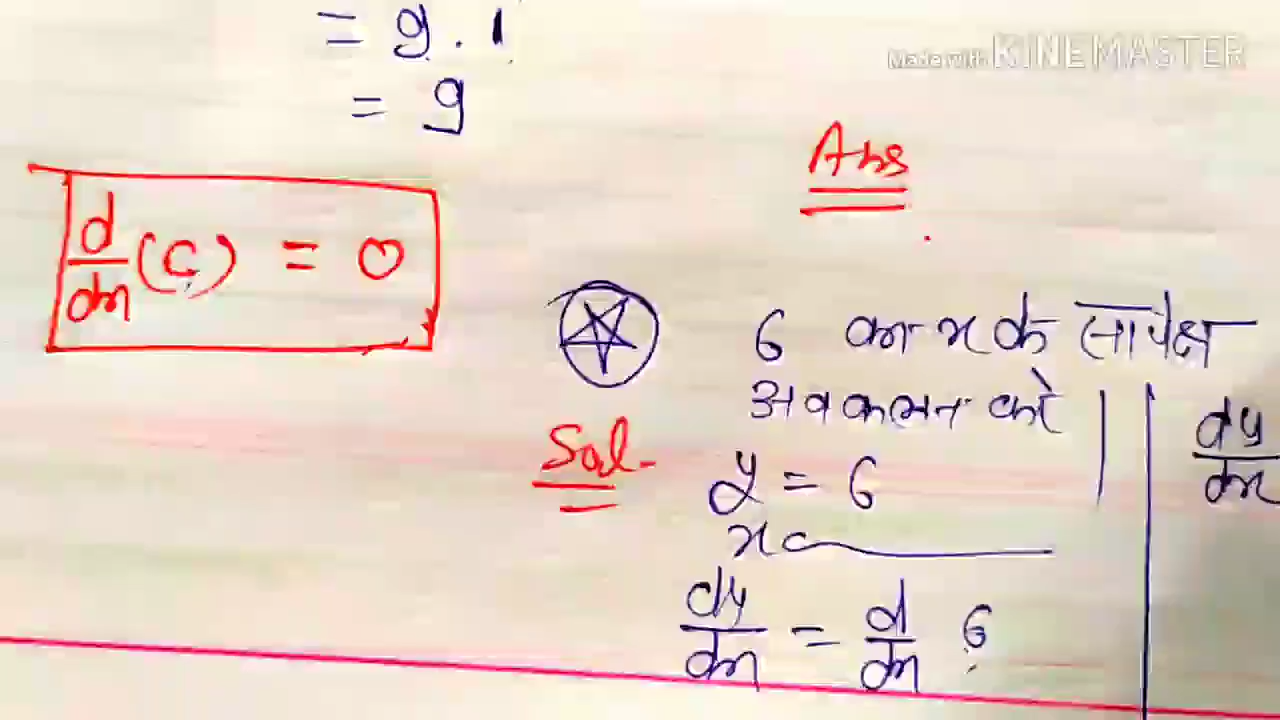 = 9 . 1
Made with KINEMASTER
= 9
Ans
d/dx (C) = 0
6 का x के सापेक्ष
अवकलन करे
Sol-
y = 6
dy/dx
x
dy/dx = d/dx 6